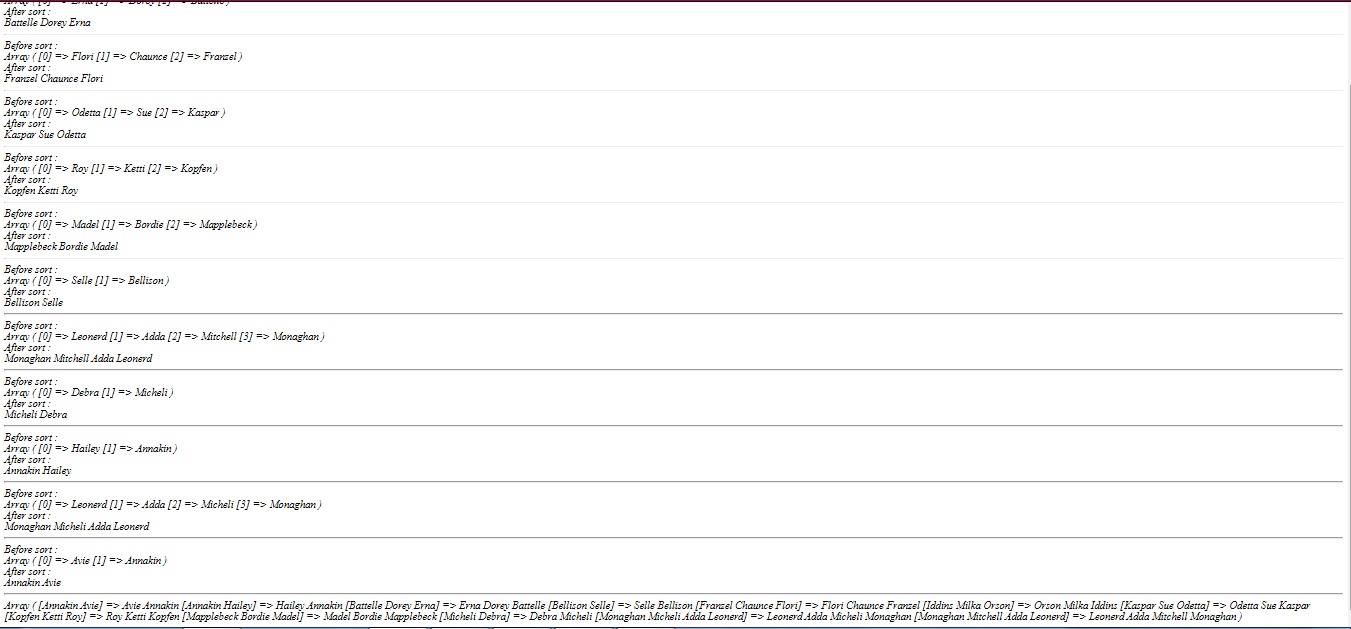 Array ( [0] => Erna [1] => Dorey [2] => Battelle )
After sort :
Battelle Dorey Erna
Before sort :
Array ( [0] => Flori [1] => Chaunce [2] => Franzel )
After sort :
Franzel Chaunce Flori
Before sort :
Array ( [0] => Odetta [1] => Sue [2] => Kaspar )
After sort :
Kaspar Sue Odetta
Before sort :
Array ( [0] => Roy [1] => Ketti [2] => Kopfen )
After sort :
Kopfen Ketti Roy
Before sort :
Array ( [0] => Madel [1] => Bordie [2] => Mapplebeck )
After sort :
Mapplebeck Bordie Madel
Before sort :
Array ( [0] => Selle [1] => Bellison )
After sort :
Bellison Selle
Before sort :
Array ( [0] => Leonerd [1] => Adda [2] => Mitchell [3] => Monaghan )
After sort :
Monaghan Mitchell Adda Leonerd
Before sort :
Array ( [0] => Debra [1] => Micheli )
After sort :
Micheli Debra
Before sort :
Array ( [0] => Hailey [1] => Annakin )
After sort :
Annakin Hailey
Before sort :
Array ( [0] => Leonerd [1] => Adda [2] => Micheli [3] => Monaghan )
After sort :
Monaghan Micheli Adda Leonerd
Before sort :
Array ( [0] => Avie [1] => Annakin )
After sort :
Annakin Avie
Array ( [Annakin Avie] => Avie Annakin [Annakin Hailey] => Hailey Annakin [Battelle Dorey Erna] => Erna Dorey Battelle [Bellison Selle] => Selle Bellison [Franzel Chaunce Flori] => Flori Chaunce Franzel [Iddins Milka Orson] => Orson Milka Iddins [Kaspar Sue Odetta] => Odetta Sue Kaspar
[Kopfen Ketti Roy] => Roy Ketti Kopfen [Mapplebeck Bordie Madel] => Madel Bordie Mapplebeck [Micheli Debra] => Debra Micheli [Monaghan Micheli Adda Leonerd] => Leonerd Adda Micheli Monaghan [Monaghan Mitchell Adda Leonerd] => Leonerd Adda Mitchell Monaghan )